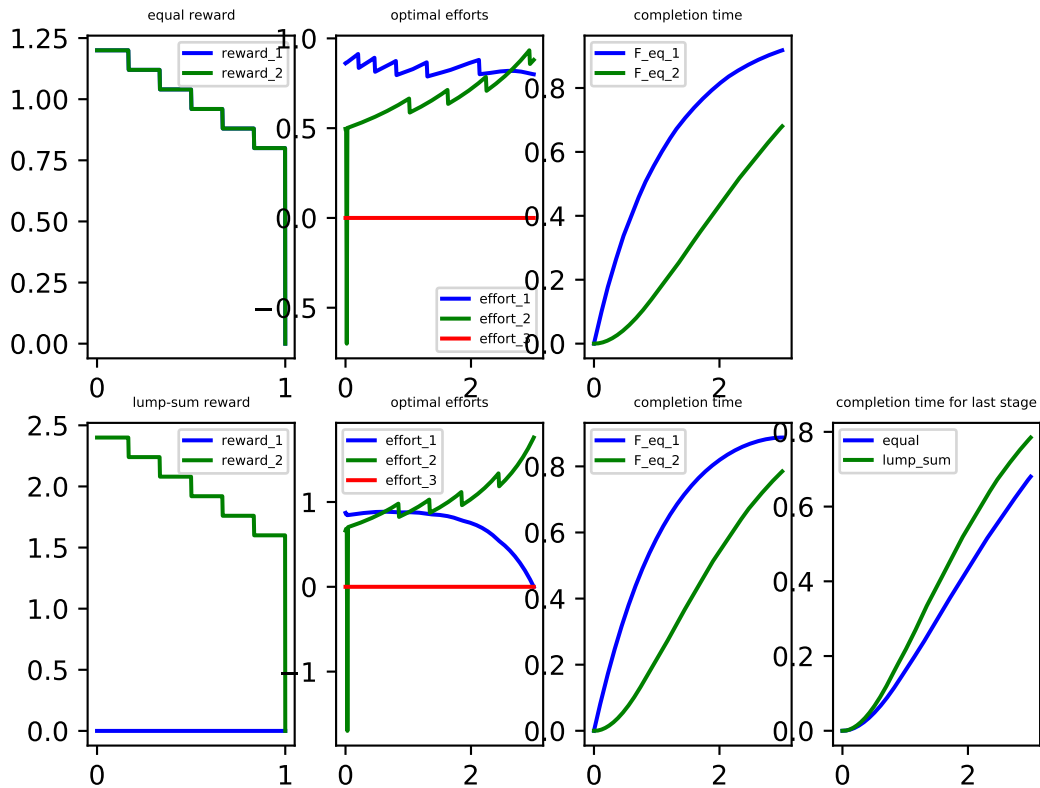 equal reward
1.25
1.00
0.75
0.50
0.25
0.00
0
1
reward_1
reward_2
optimal efforts
1.0
0.5
0.0
−0.5
2
effort_1
effort_2
effort_3
completion time
0.8
0.6
0.4
0.2
0.0
0
2
F_eq_1
F_eq_2
lump-sum reward
2.5
2.0
1.5
1.0
0.5
0.0
0
1
reward_1
reward_2
optimal efforts
1
0
−1
0
2
effort_1
effort_2
effort_3
completion time
0.8
0.6
0.4
0.2
0.0
0
2
F_eq_1
F_eq_2
completion time for last stage
0.8
0.6
0.4
0.2
0.0
0
2
equal
lump_sum